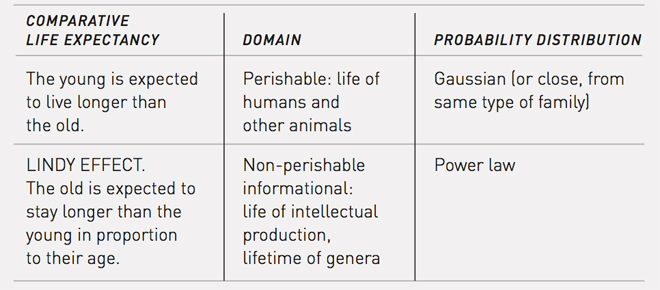 COMPARATIVE
LIFE EXPECTANCY
DOMAIN
PROBABILITY DISTRIBUTION
The young is expected
to live longer than
the old.
Perishable: life of
humans and
other animals
Gaussian (or close, from
same type of family)
LINDY EFFECT.
The old is expected to
stay longer than the
young in proportion
to their age.
Non-perishable
informational:
life of intellectual
production,
lifetime of genera
Power law